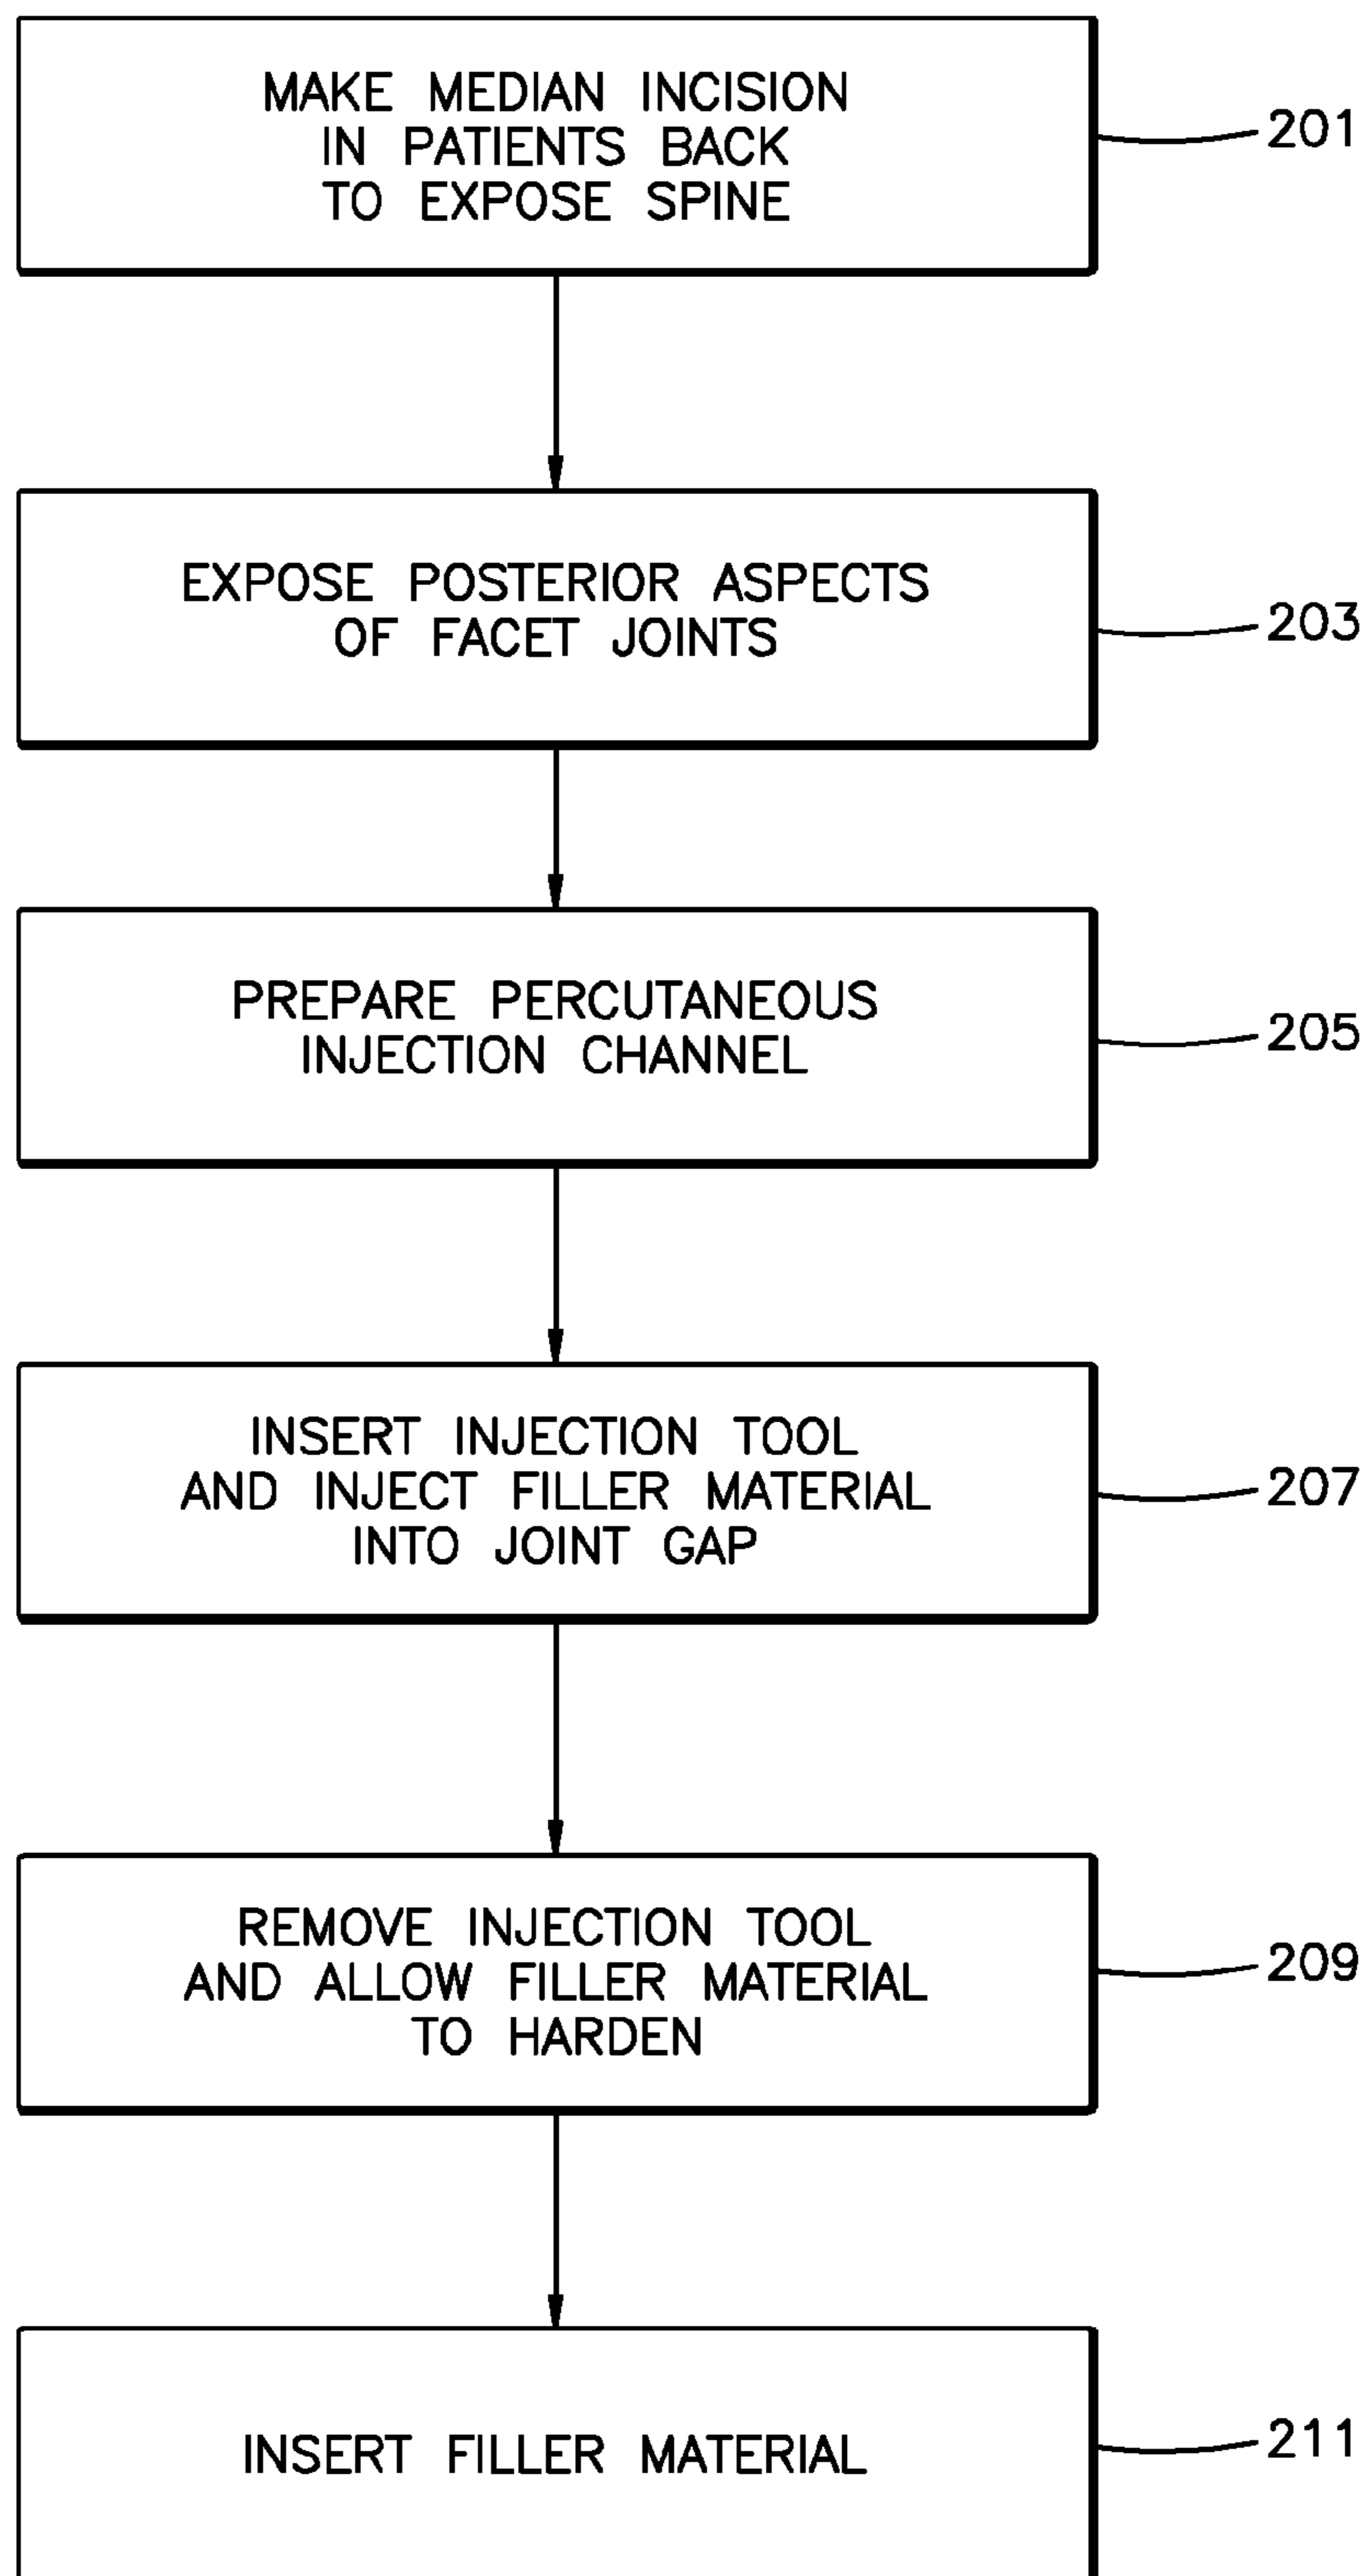 MAKE MEDIAN INCISION
IN PATIENTS BACK
TO EXPOSE SPINE
201
EXPOSE POSTERIOR ASPECTS
OF FACET JOINTS
203
PREPARE PERCUTANEOUS
INJECTION CHANNEL
205
INSERT INJECTION TOOL
AND INJECT FILLER MATERIAL
INTO JOINT GAP
207
REMOVE INJECTION TOOL
AND ALLOW FILLER MATERIAL
TO HARDEN
209
INSERT FILLER MATERIAL
211